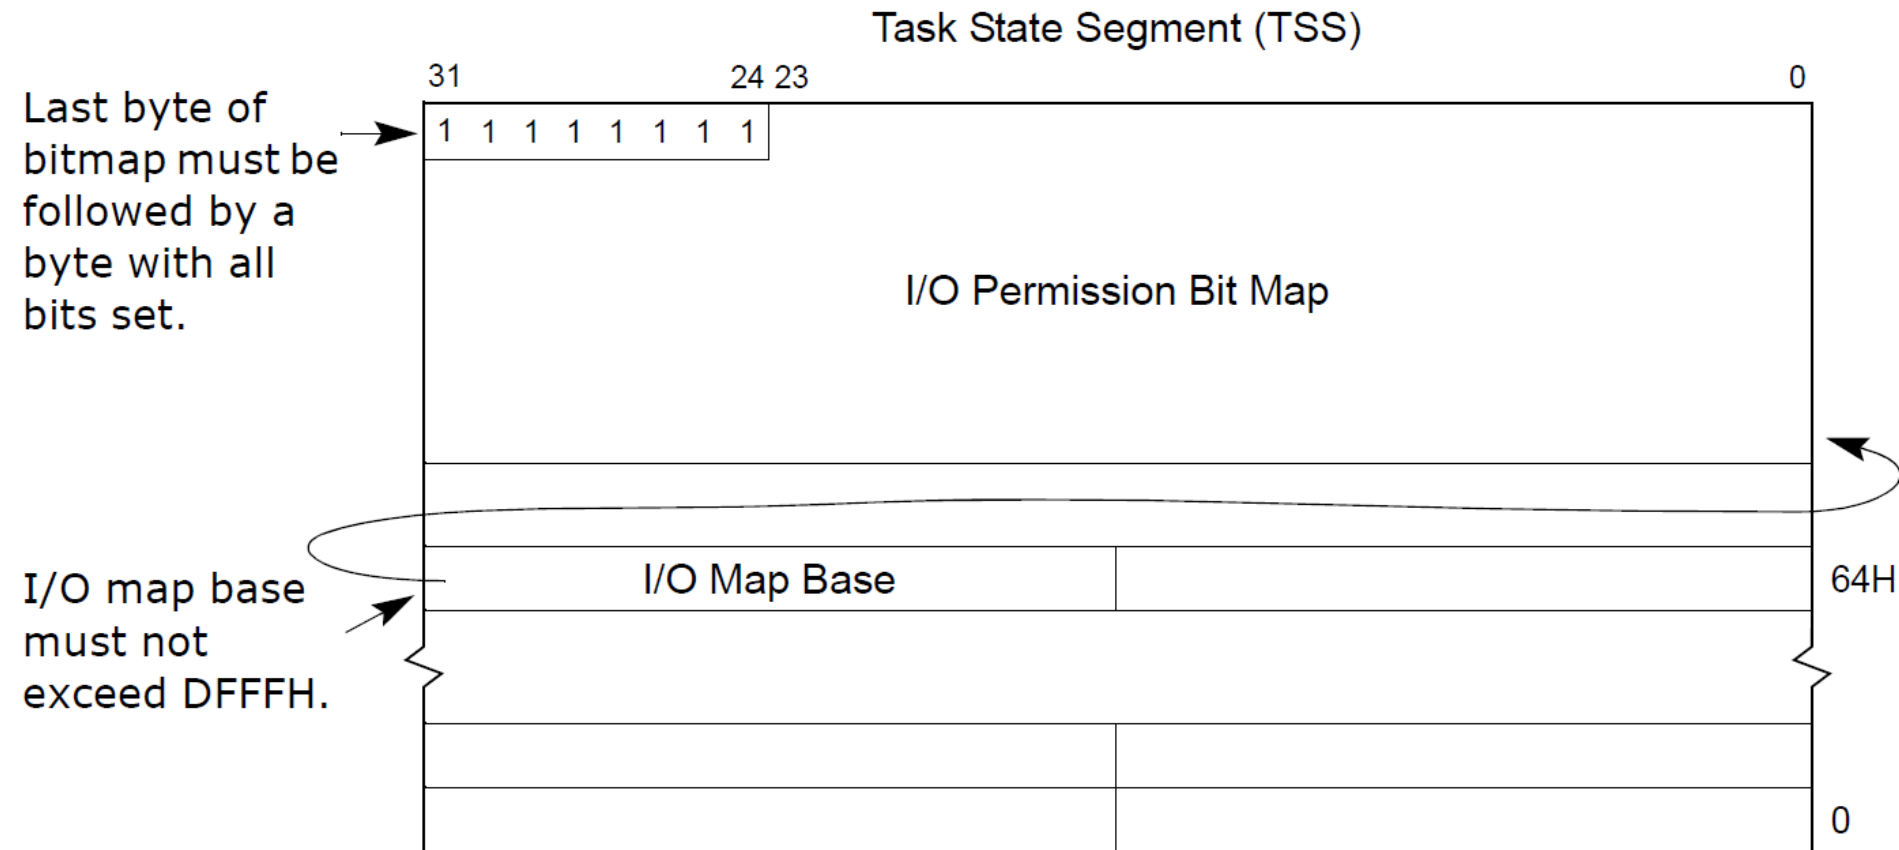 Task State Segment (TSS)
31 24 23 0
Last byte of
bitmap must be
followed by a
byte with all
bits set.
1 1 1 1 1 1 1 1
I/O Permission Bit Map
I/O Map Base
64H
I/O map base
must not
exceed DFFFH.
0